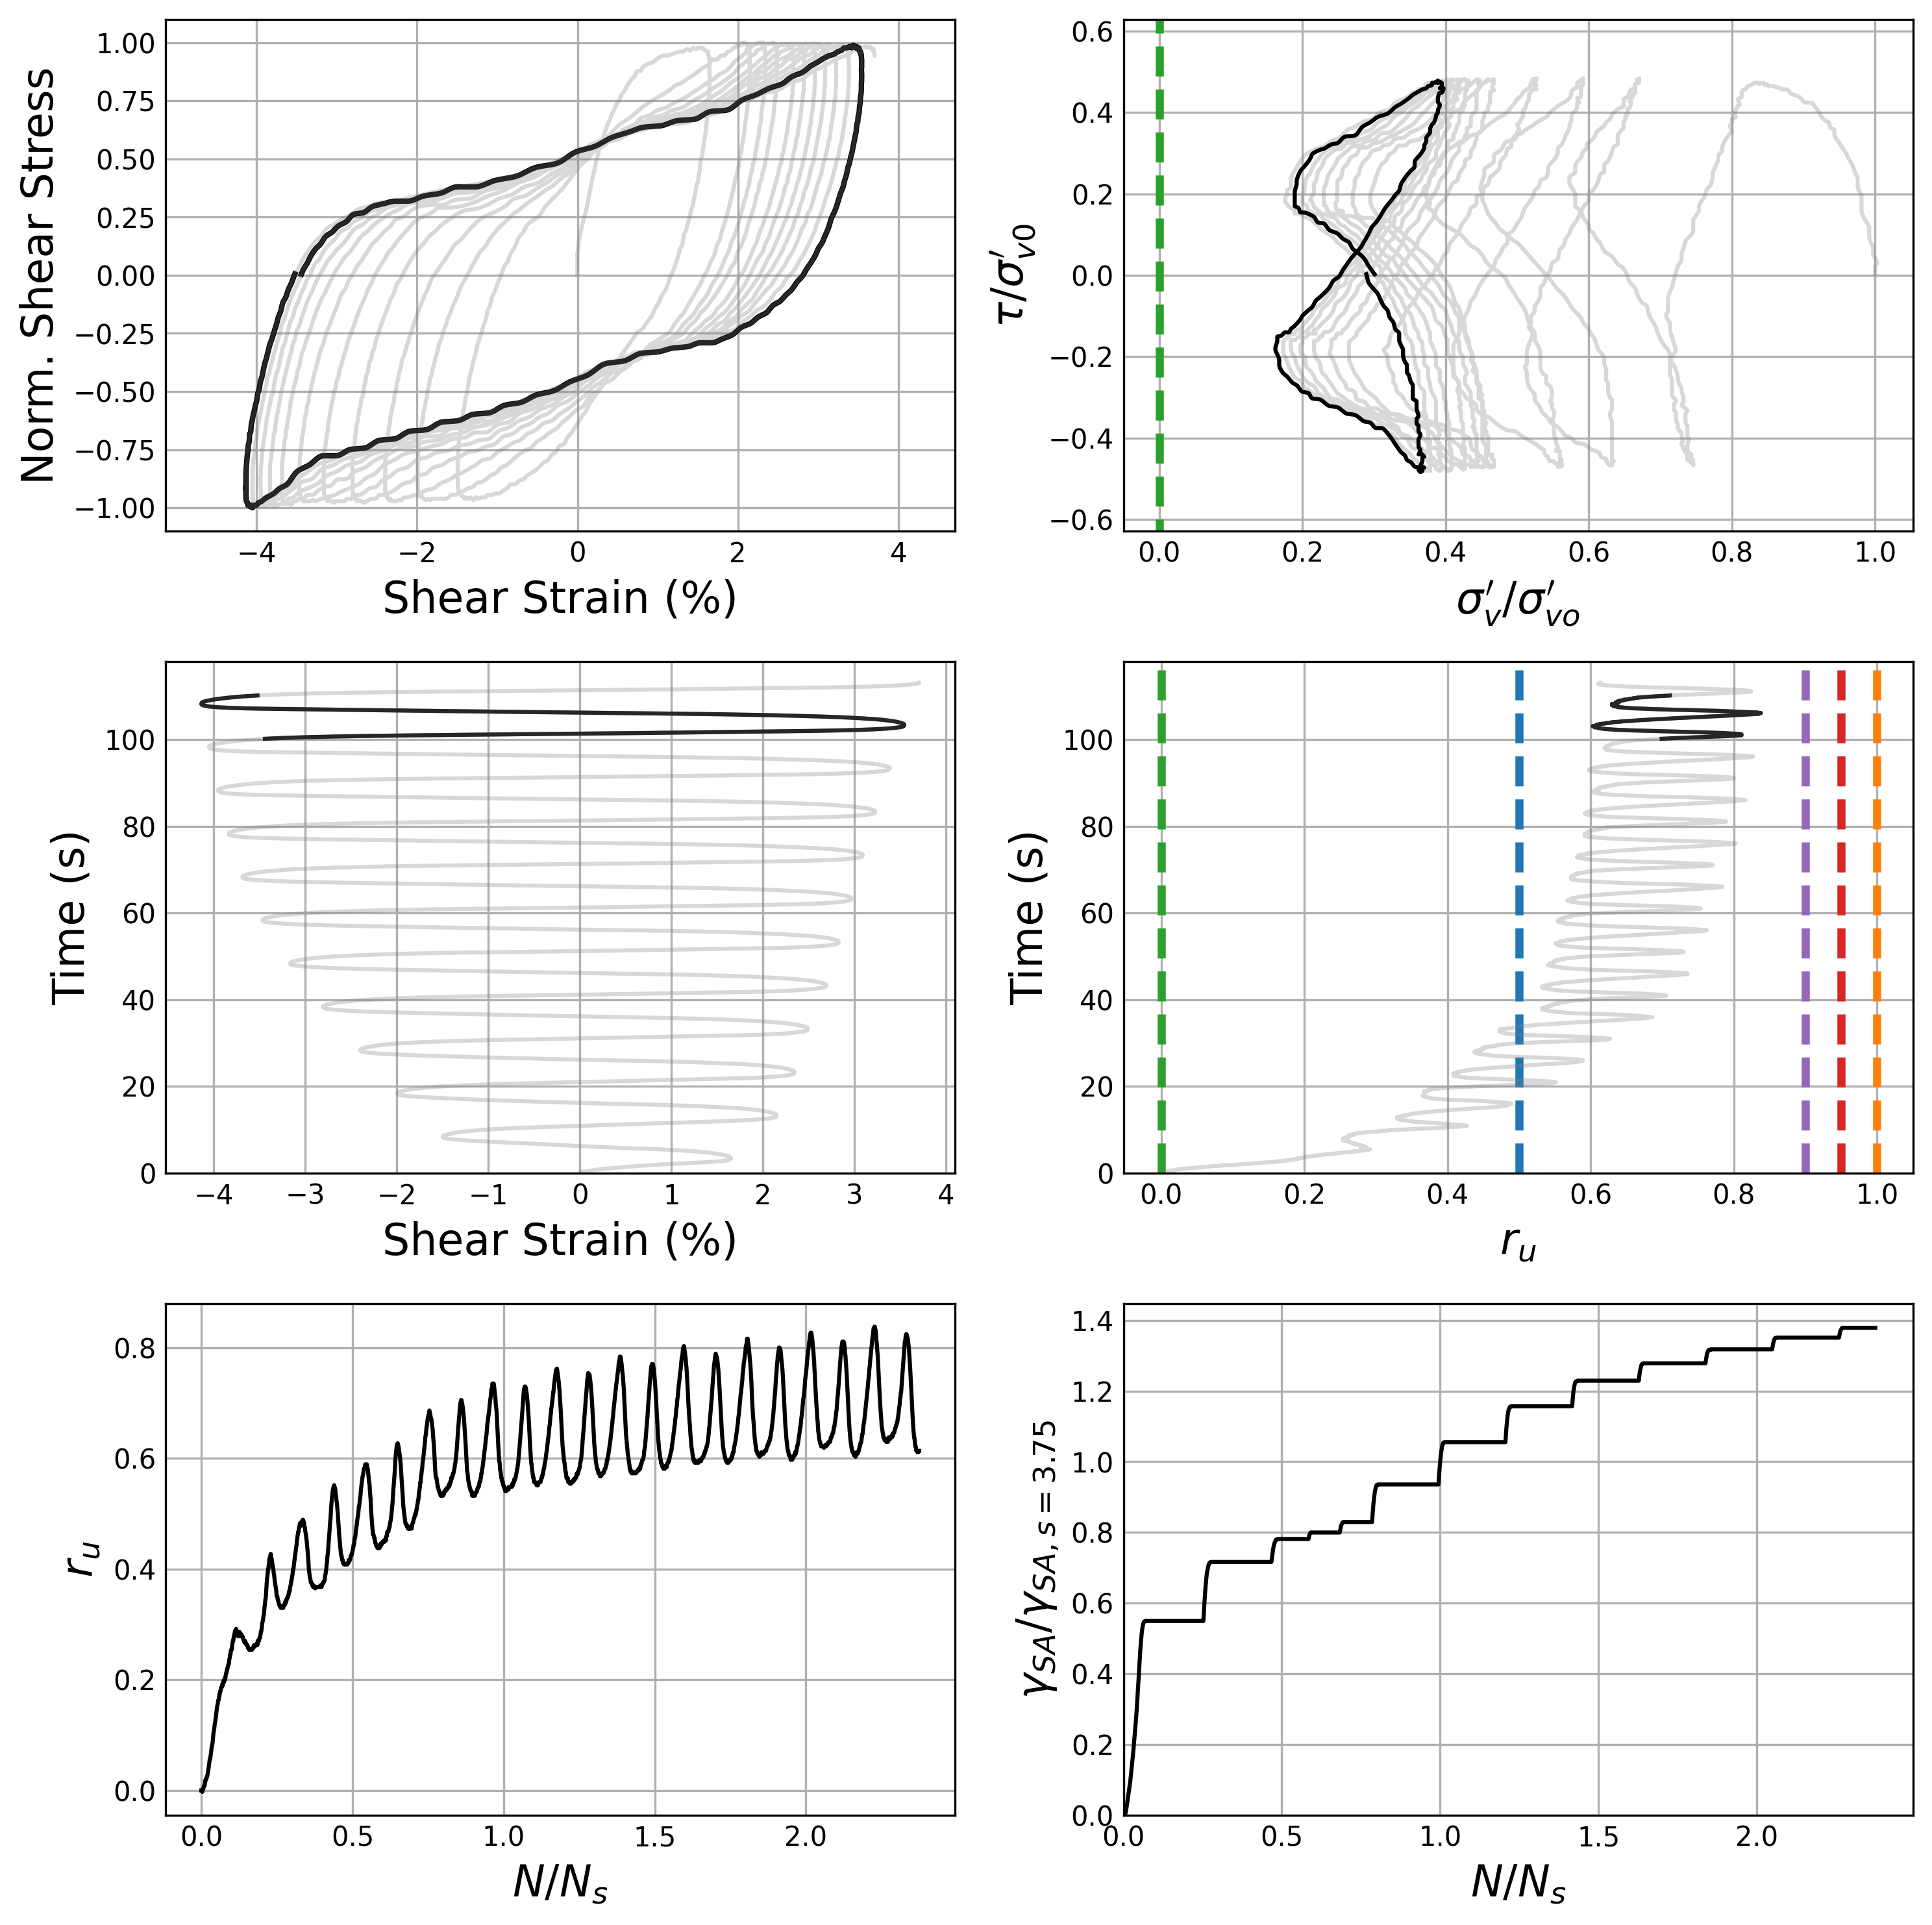 1.00
0.75
0.50
0.25
0.00
−0.25
−0.50
−0.75
−1.00
Norm. Shear Stress
−4 −2 0 2 4
Shear Strain (%)
0.6
0.4
0.2
0.0
−0.2
−0.4
−0.6
τ/σ′v0
0.0 0.2 0.4 0.6 0.8 1.0
σ′v/σ′vo
100
80
60
40
20
0
Time (s)
−4 −3 −2 −1 0 1 2 3 4
Shear Strain (%)
100
80
60
40
20
0
Time (s)
0.0 0.2 0.4 0.6 0.8 1.0
ru
0.8
0.6
0.4
0.2
0.0
ru
0.0 0.5 1.0 1.5 2.0
N/Ns
1.4
1.2
1.0
0.8
0.6
0.4
0.2
0.0
γSA/γSA, s = 3.75
0.0 0.5 1.0 1.5 2.0
N/Ns